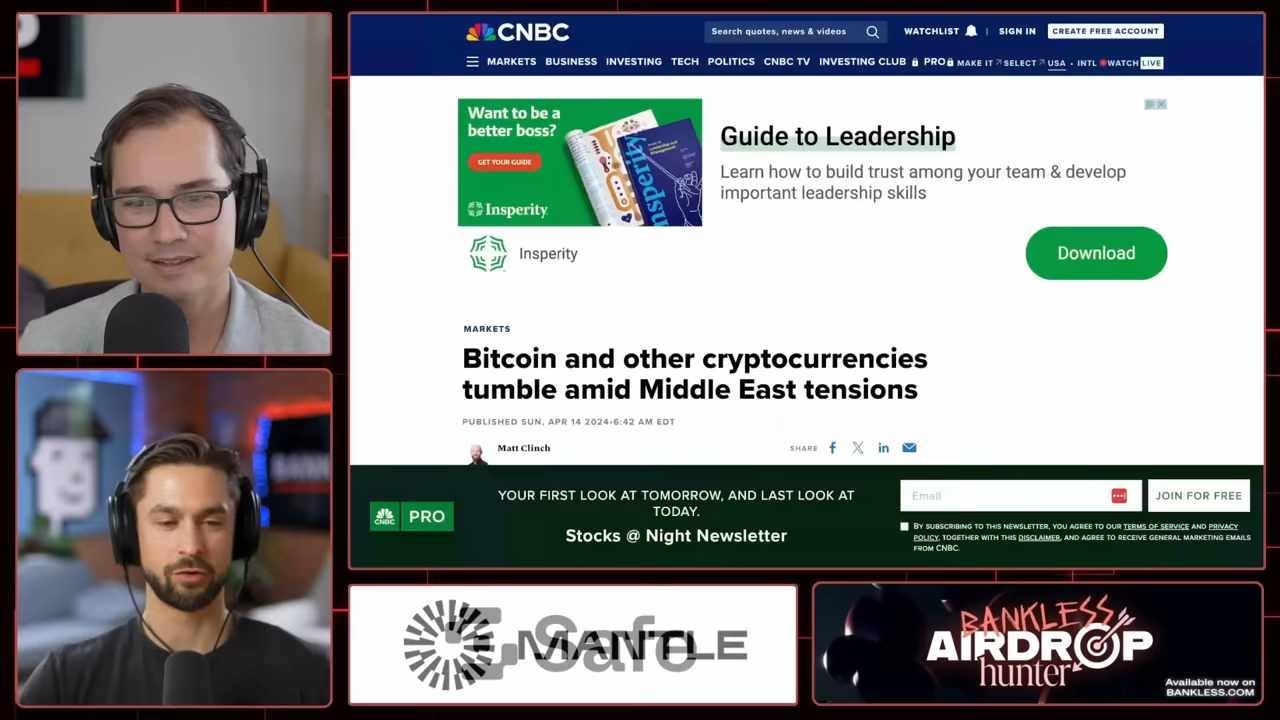 CNBC
Search quotes, news & videos
WATCHLIST
SIGN IN
CREATE FREE ACCOUNT
MARKETS BUSINESS INVESTING TECH POLITICS CNBC TV INVESTING CLUB PRO MAKE IT SELECT USA • INTL WATCH LIVE
Want to be a
better boss?
GET YOUR GUIDE
Insperity
Insperity
Guide to Leadership
Learn how to build trust among your team & develop
important leadership skills
Insperity
Download
MARKETS
Bitcoin and other cryptocurrencies
tumble amid Middle East tensions
PUBLISHED SUN, APR 14 2024•6:42 AM EDT
Matt Clinch
SHARE
CNBC PRO
YOUR FIRST LOOK AT TOMORROW, AND LAST LOOK AT
TODAY.
Stocks @ Night Newsletter
Email
JOIN FOR FREE
BY SUBSCRIBING TO THIS NEWSLETTER, YOU AGREE TO OUR TERMS OF SERVICE AND PRIVACY
POLICY, TOGETHER WITH THIS DISCLAIMER, AND AGREE TO RECEIVE GENERAL MARKETING EMAILS
FROM CNBC.
MANTLE
Safe
BANKLESS
AIRDROP
hunter
Available now on
BANKLESS.COM